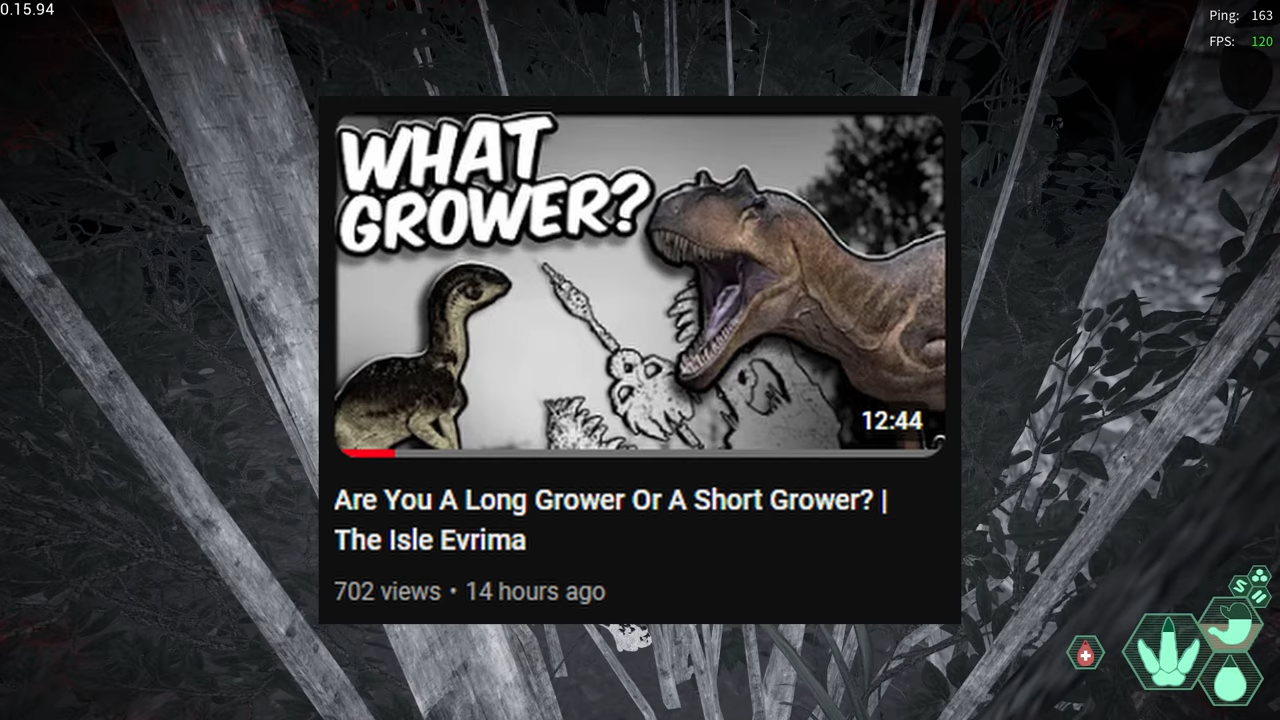 0.15.94
Ping: 163
FPS: 120
WHAT
GROWER?
12:44
Are You A Long Grower Or A Short Grower? |
The Isle Evrima
702 views • 14 hours ago